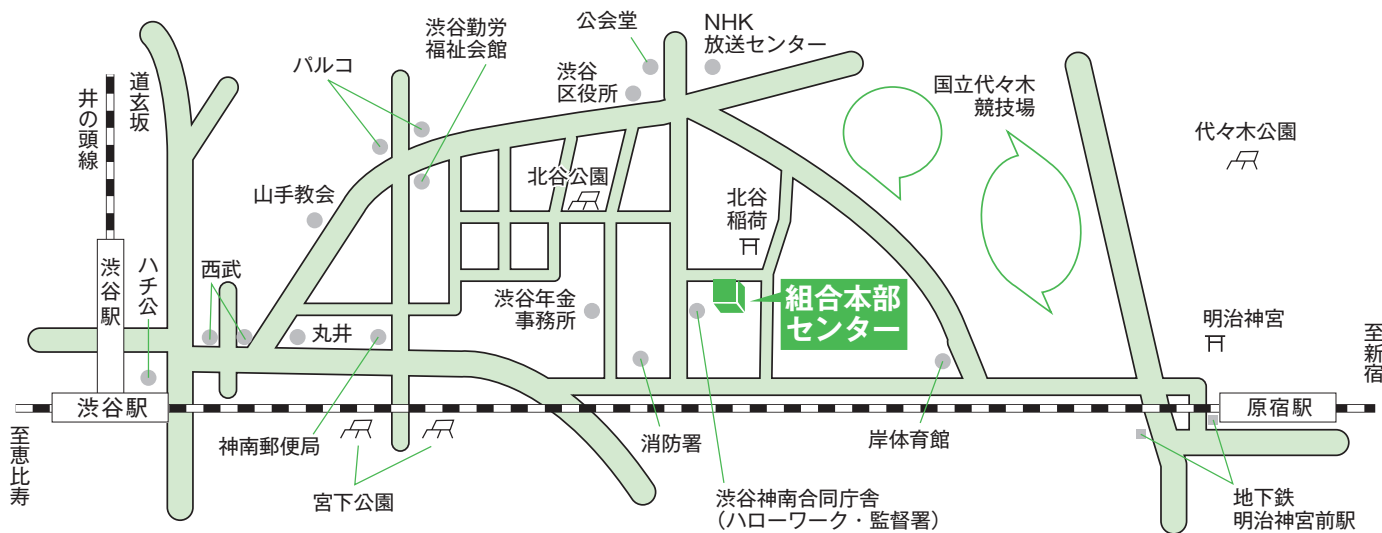 道玄坂
井の頭線
パルコ
渋谷勤労
福祉会館
公会堂
NHK
放送センター
渋谷
区役所
国立代々木
競技場
代々木公園
山手教会
北谷公園
北谷
稲荷
渋谷駅
ハチ公
西武
丸井
渋谷年金
事務所
組合本部
センター
明治神宮
至新宿
渋谷駅
原宿駅
至恵比寿
神南郵便局
宮下公園
消防署
岸体育館
渋谷神南合同庁舎
（ハローワーク・監督署）
地下鉄
明治神宮前駅